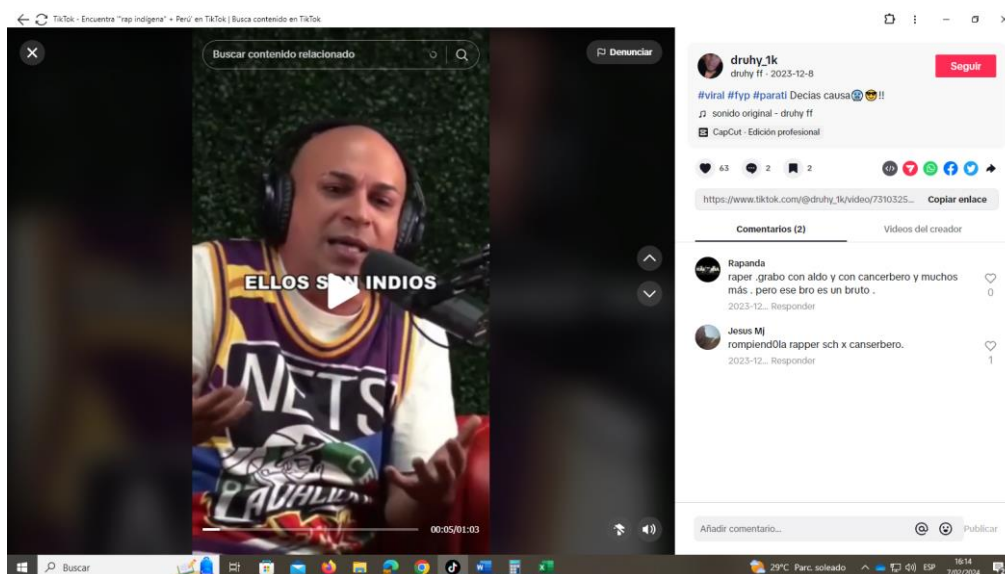 TikTok - Encuentra "rap indígena" + Perú' en TikTok | Busca contenido en TikTok
Buscar contenido relacionado
Denunciar
druhy_1k
druhy ff · 2023-12-8
Seguir
#viral #fyp #parati Decias causa😰😎!!
sonido original - druhy ff
CapCut · Edición profesional
63
2
2
https://www.tiktok.com/@druhy_1k/video/7310325...
Copiar enlace
Comentarios (2)
Videos del creador
Rapanda
raper .grabo con aldo y con cancerbero y muchos
más . pero ese bro es un bruto .
2023-12... Responder
0
Jesus Mj
rompiend0la rapper sch x canserbero.
2023-12... Responder
1
ELLOS SON INDIOS
NETS
00:05/01:03
Añadir comentario...
Publicar
Buscar
29°C Parc. soleado
ESP
16:14
7/02/2024